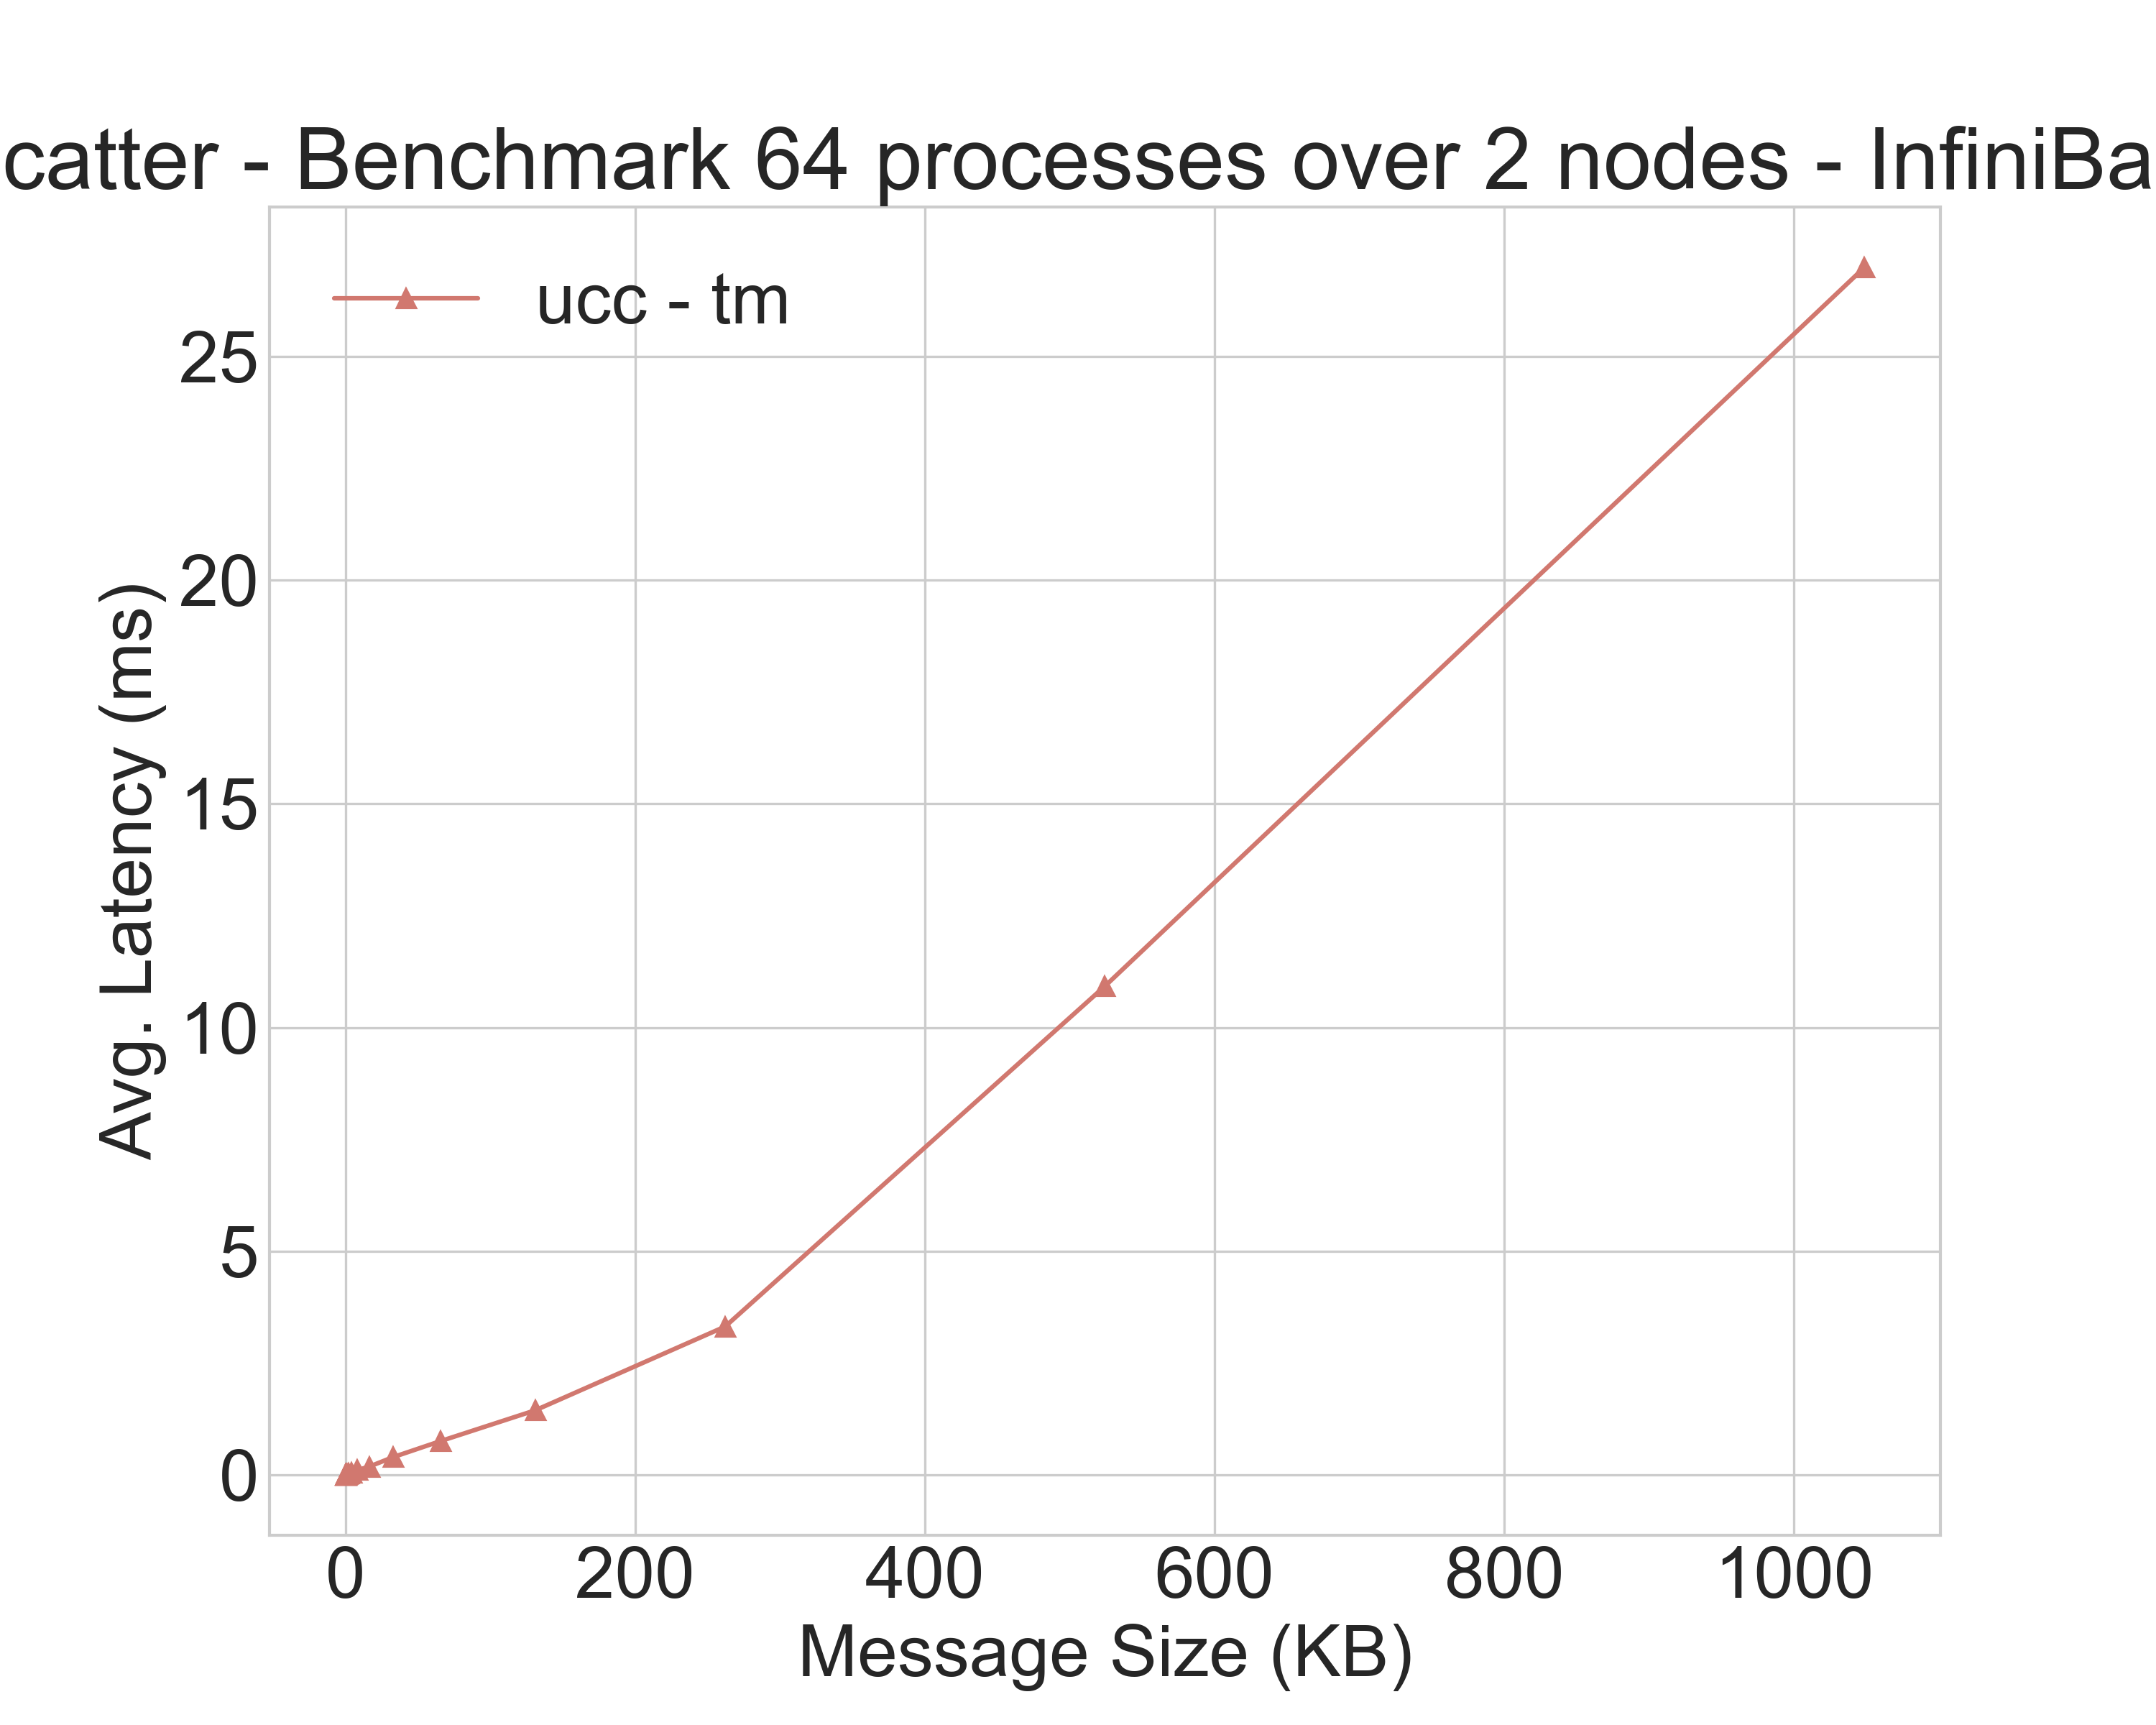 catter - Benchmark 64 processes over 2 nodes - InfiniBa
ucc - tm
25
20
15
10
5
0
Avg. Latency (ms)
0 200 400 600 800 1000
Message Size (KB)